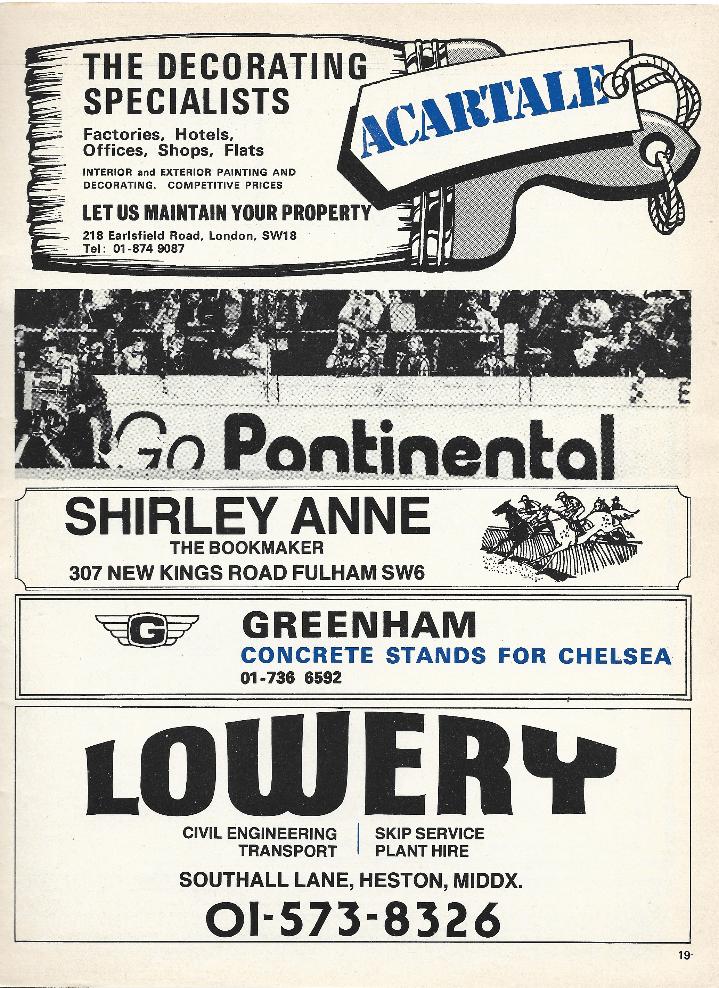 THE DECORATING
SPECIALISTS
Factories, Hotels,
Offices, Shops, Flats
INTERIOR and EXTERIOR PAINTING AND
DECORATING. COMPETITIVE PRICES
LET US MAINTAIN YOUR PROPERTY
218 Earlsfield Road, London, SW18
Tel: 01-874 9087
ACARTALE
Go Pontinental
SHIRLEY ANNE
THE BOOKMAKER
307 NEW KINGS ROAD FULHAM SW6
G
GREENHAM
CONCRETE STANDS FOR CHELSEA
01-736 6592
LOWERY
CIVIL ENGINEERING | SKIP SERVICE
TRANSPORT | PLANT HIRE
SOUTHALL LANE, HESTON, MIDDX.
01-573-8326
19